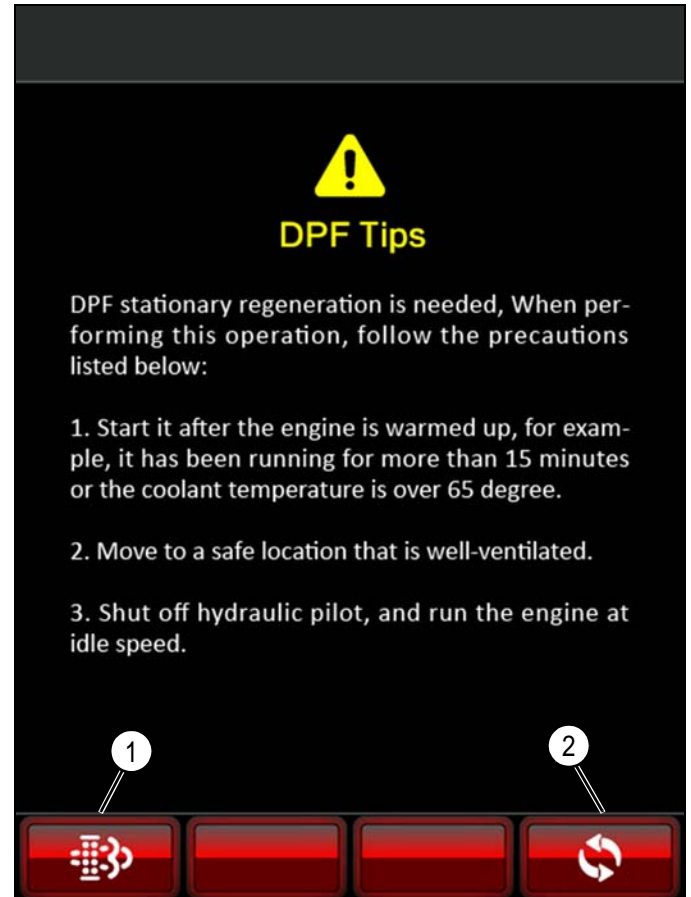 DPF Tips
DPF stationary regeneration is needed, When per-
forming this operation, follow the precautions
listed below:
1. Start it after the engine is warmed up, for exam-
ple, it has been running for more than 15 minutes
or the coolant temperature is over 65 degree.
2. Move to a safe location that is well-ventilated.
3. Shut off hydraulic pilot, and run the engine at
idle speed.
1
2